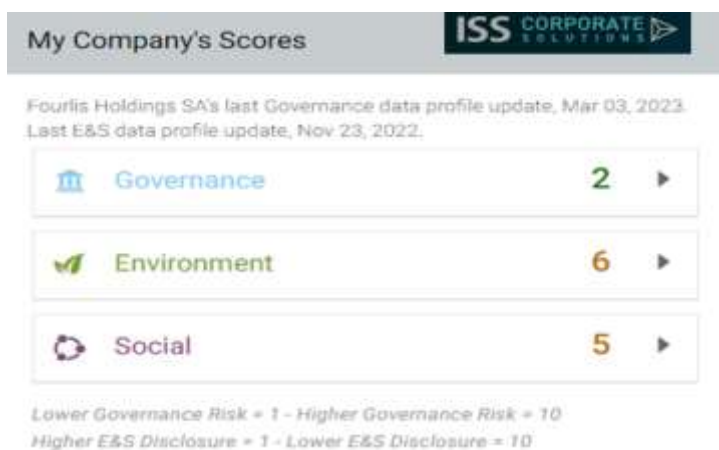 My Company's Scores
ISS CORPORATE SOLUTIONS
Fourlis Holdings SA's last Governance data profile update, Mar 03, 2023.
Last E&S data profile update, Nov 23, 2022.
Governance 2
Environment 6
Social 5
Lower Governance Risk = 1 - Higher Governance Risk = 10
Higher E&S Disclosure = 1 - Lower E&S Disclosure = 10